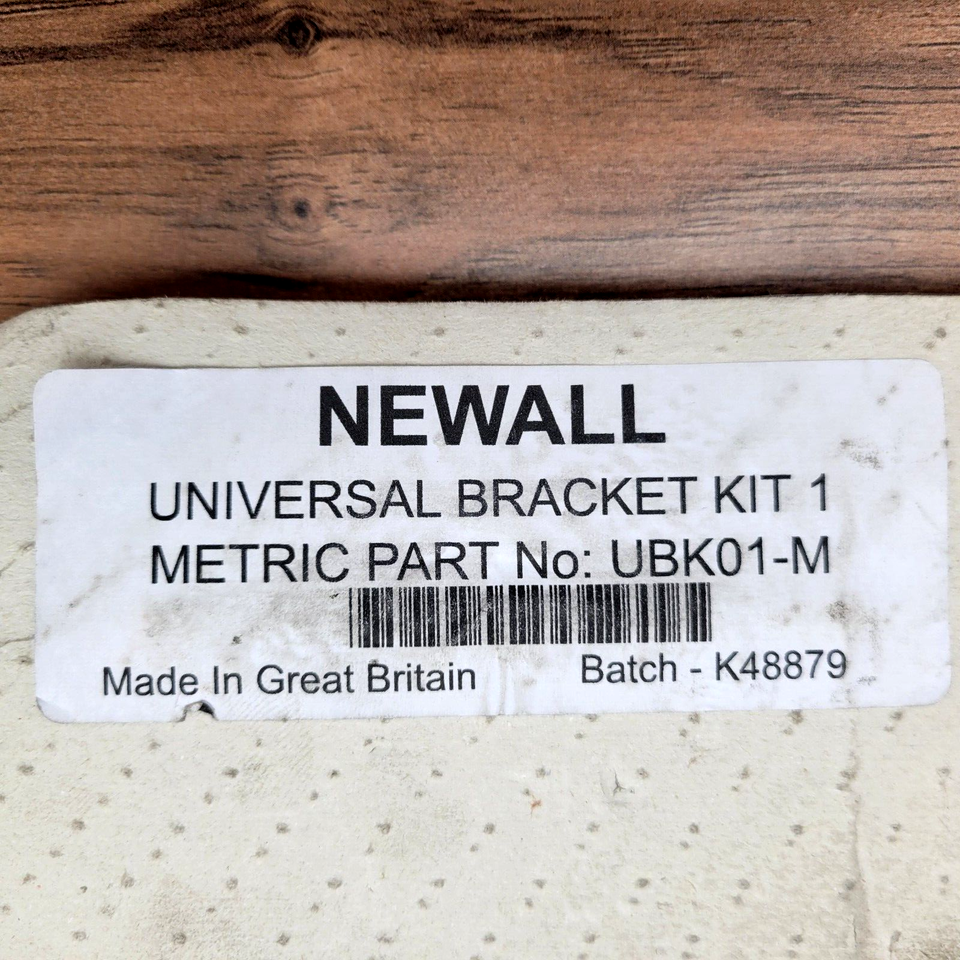 NEWALL
UNIVERSAL BRACKET KIT 1
METRIC PART No: UBK01-M
Made In Great Britain Batch - K48879